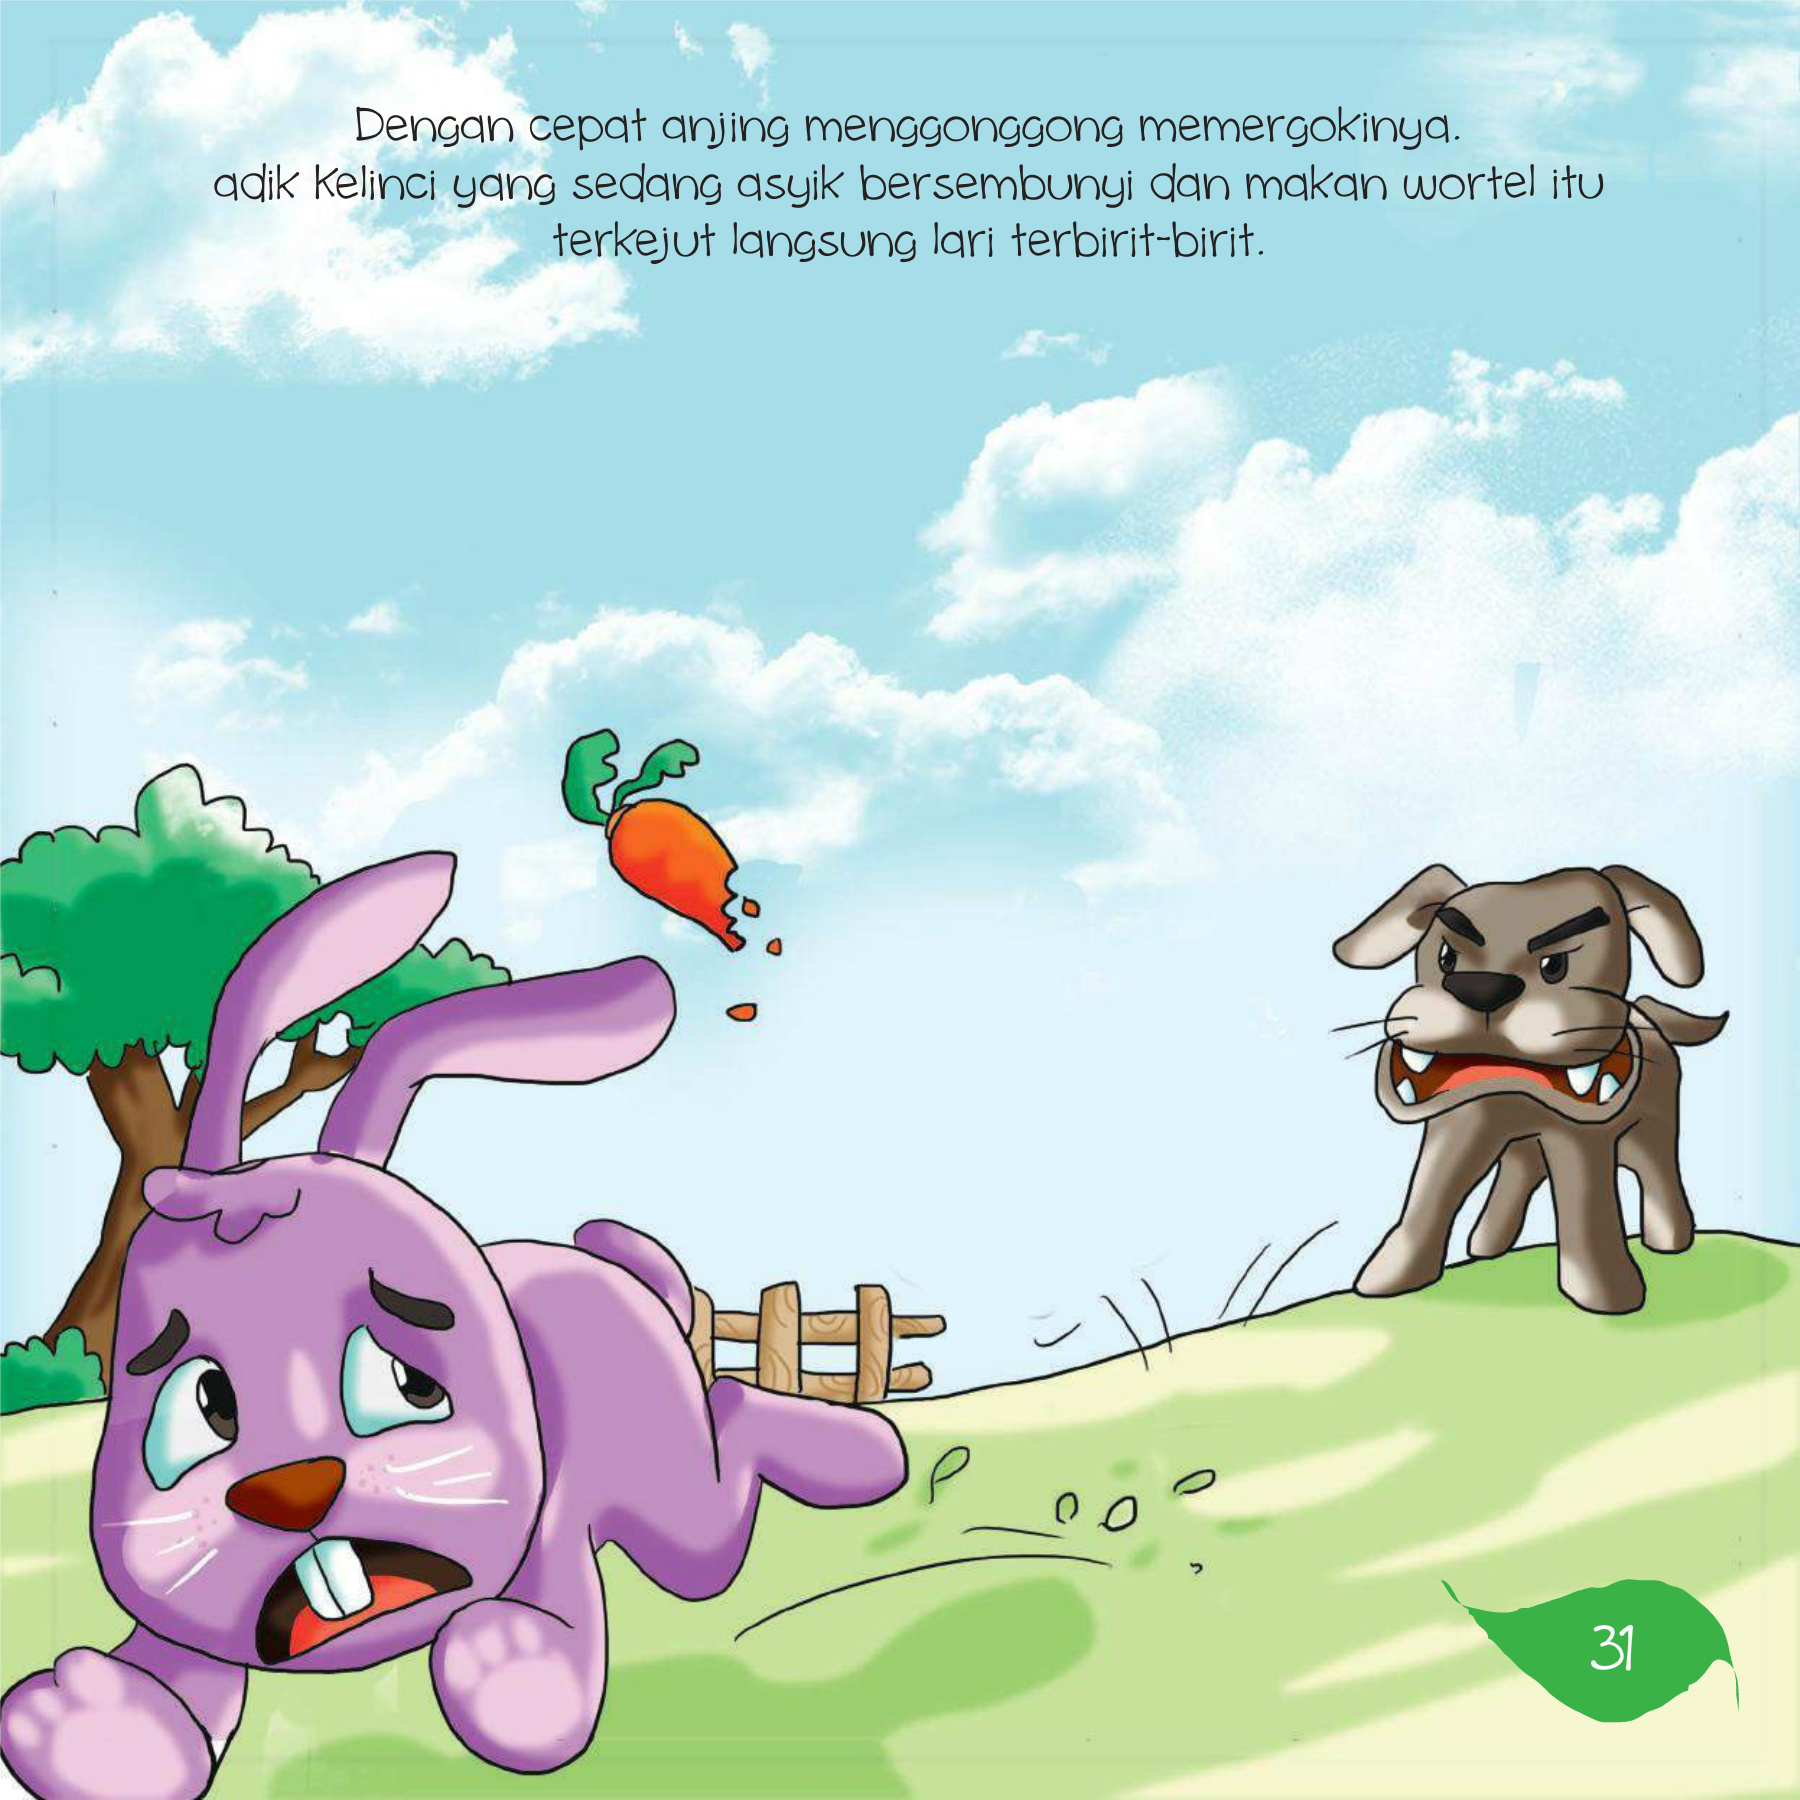 Dengan cepat anjing menggonggong memergokinya.
adik kelinci yang sedang asyik bersembunyi dan makan wortel itu
terkejut langsung lari terbirit-birit.
31